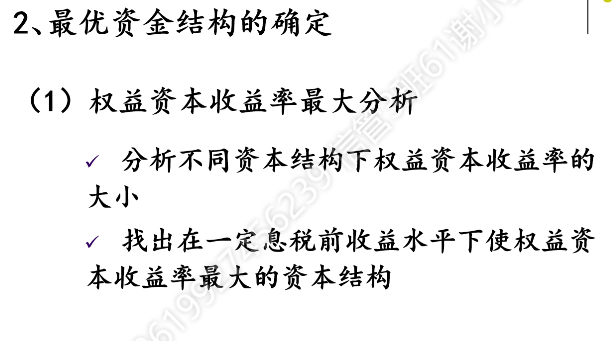 2、最优资金结构的确定
（1）权益资本收益率最大分析
✓ 分析不同资本结构下权益资本收益率的
大小
✓ 找出在一定息税前收益水平下使权益资
本收益率最大的资本结构